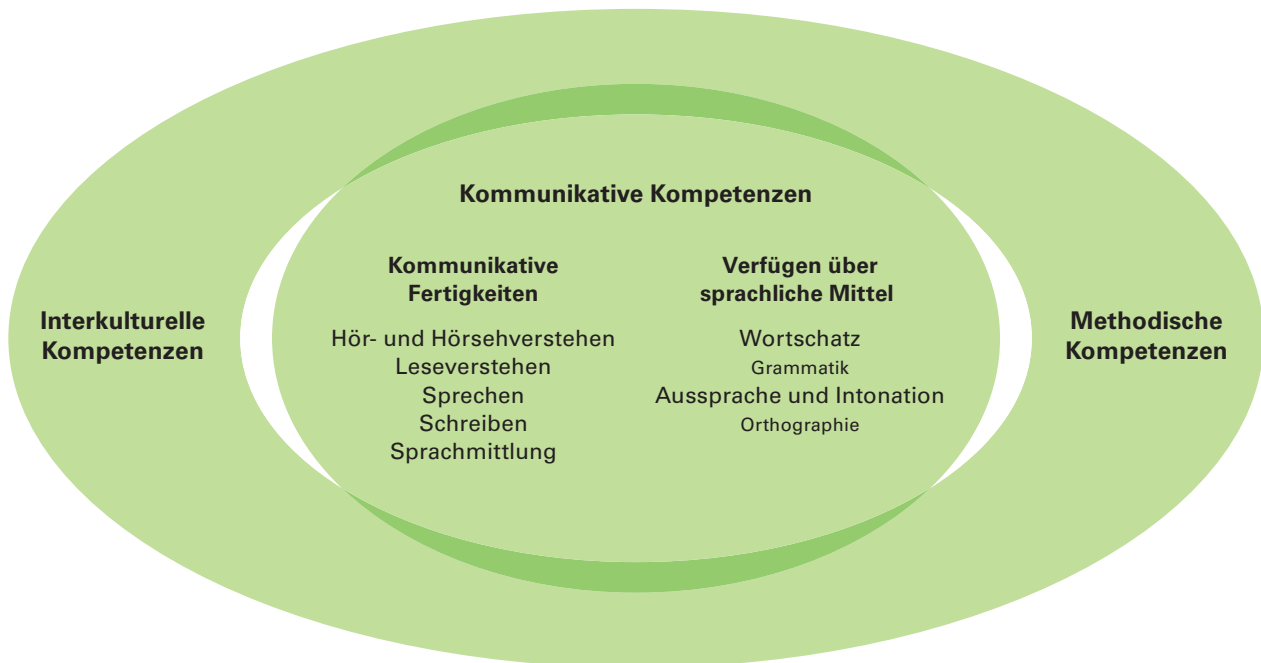 Kommunikative Kompetenzen
Kommunikative
Fertigkeiten
Hör- und Hörsehverstehen
Leseverstehen
Sprechen
Schreiben
Sprachmittlung
Verfügen über
sprachliche Mittel
Wortschatz
Grammatik
Aussprache und Intonation
Orthographie
Interkulturelle
Kompetenzen
Methodische
Kompetenzen